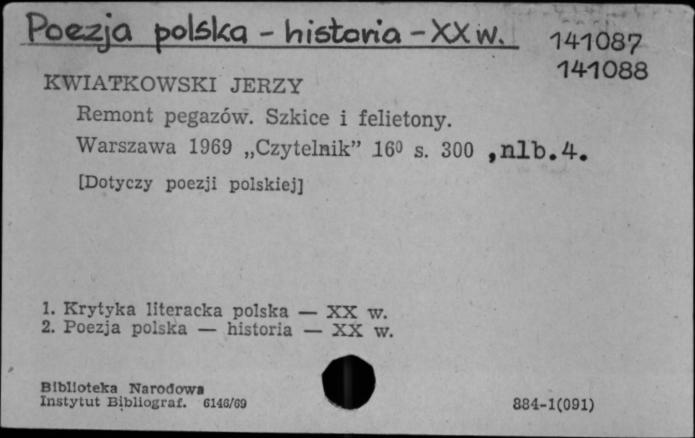 Poezja polska - historia - XX w.
141087
141088
KWIATKOWSKI JERZY
Remont pegazów. Szkice i felietony.
Warszawa 1969 „Czytelnik” 16⁰ s. 300 ,nlb.4.
[Dotyczy poezji polskiej]
1. Krytyka literacka polska — XX w.
2. Poezja polska — historia — XX w.
Biblioteka Narodowa
Instytut Bibliograf. 6146/69
884-1(091)